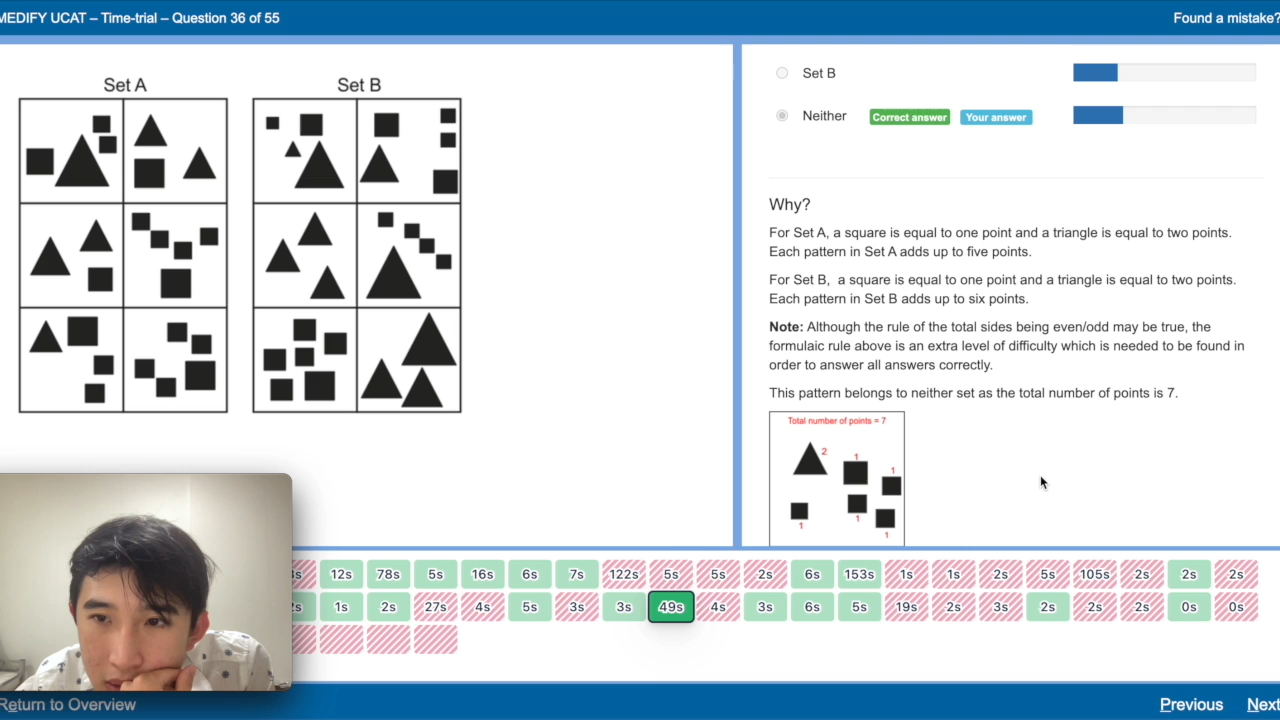 MEDIFY UCAT – Time-trial – Question 36 of 55
Found a mistake?
Set A
Set B
Set B
Neither
Correct answer
Your answer
Why?
For Set A, a square is equal to one point and a triangle is equal to two points.
Each pattern in Set A adds up to five points.
For Set B, a square is equal to one point and a triangle is equal to two points.
Each pattern in Set B adds up to six points.
Note: Although the rule of the total sides being even/odd may be true, the
formulaic rule above is an extra level of difficulty which is needed to be found in
order to answer all answers correctly.
This pattern belongs to neither set as the total number of points is 7.
Total number of points = 7
2
1
1
1
1
1
12s 78s 5s 16s 6s 7s 122s 5s 5s 2s 6s 153s 1s 1s 2s 5s 105s 2s 2s 2s
1s 2s 27s 4s 5s 3s 3s 49s 4s 3s 6s 5s 19s 2s 3s 2s 2s 2s 0s 0s
Return to Overview
Previous
Next